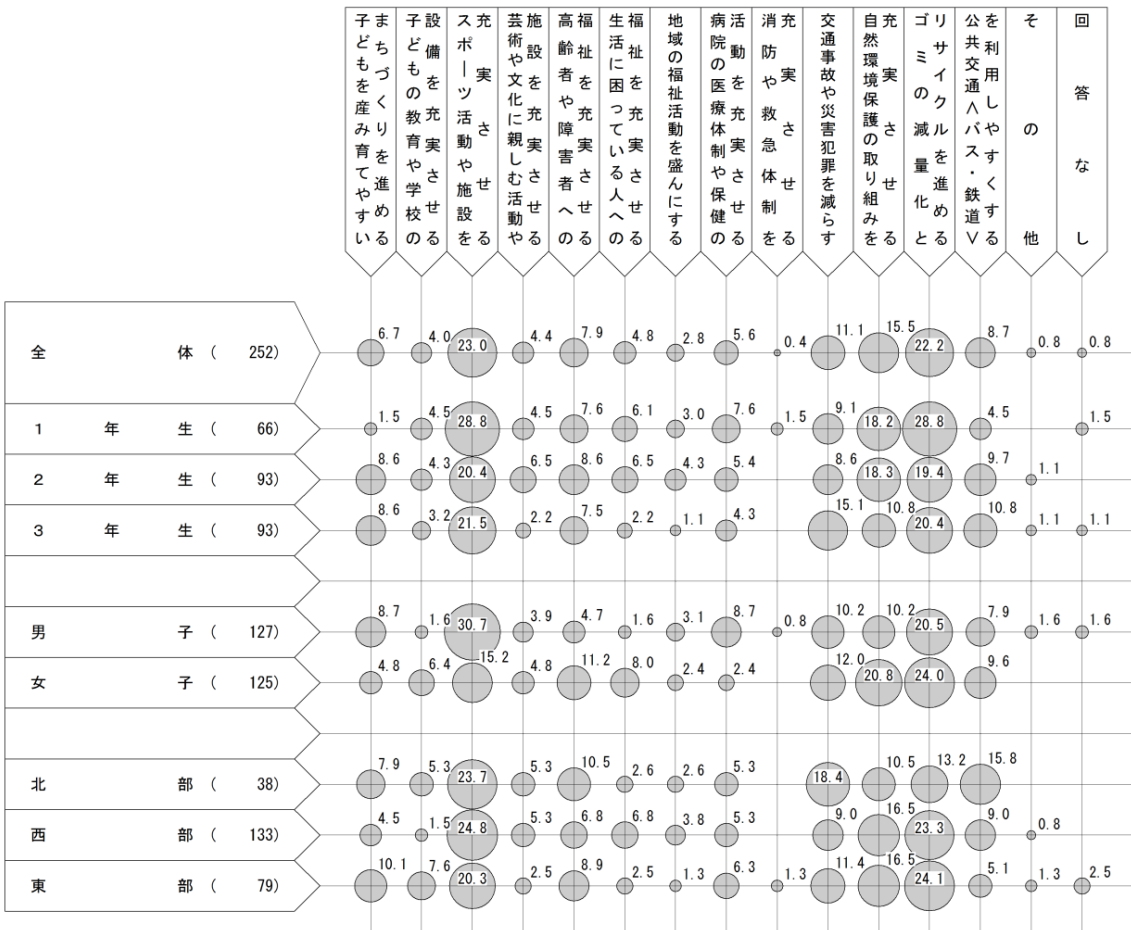 子どもを産み育てやすい
まちづくりを進める
子どもの教育や学校の
設備を充実させる
スポーツ活動や施設を
充実させる
芸術や文化に親しむ活動や
施設を充実させる
高齢者や障害者への
福祉を充実させる
生活に困っている人への
福祉を充実させる
地域の福祉活動を盛んにする
病院の医療体制や保健の
活動を充実させる
消防や救急体制を
充実させる
交通事故や災害犯罪を減らす
自然環境保護の取り組みを
充実させる
ゴミの減量化と
リサイクルを進める
公共交通<バス・鉄道>
を利用しやすくする
その他
回答なし
全体( 252) 6.7 4.0 23.0 4.4 7.9 4.8 2.8 5.6 0.4 11.1 15.5 22.2 8.7 0.8 0.8
1年生( 66) 1.5 4.5 28.8 4.5 7.6 6.1 3.0 7.6 1.5 9.1 18.2 28.8 4.5 1.5
2年生( 93) 8.6 4.3 20.4 6.5 8.6 6.5 4.3 5.4 8.6 18.3 19.4 9.7 1.1
3年生( 93) 8.6 3.2 21.5 2.2 7.5 2.2 1.1 4.3 15.1 10.8 20.4 10.8 1.1 1.1
男子( 127) 8.7 1.6 30.7 3.9 4.7 1.6 3.1 8.7 0.8 10.2 10.2 20.5 7.9 1.6 1.6
女子( 125) 4.8 6.4 15.2 4.8 11.2 8.0 2.4 2.4 12.0 20.8 24.0 9.6
北部( 38) 7.9 5.3 23.7 5.3 10.5 2.6 2.6 5.3 18.4 10.5 13.2 15.8
西部( 133) 4.5 1.5 24.8 5.3 6.8 6.8 3.8 5.3 9.0 16.5 23.3 9.0 0.8
東部( 79) 10.1 7.6 20.3 2.5 8.9 2.5 1.3 6.3 1.3 11.4 16.5 24.1 5.1 1.3 2.5